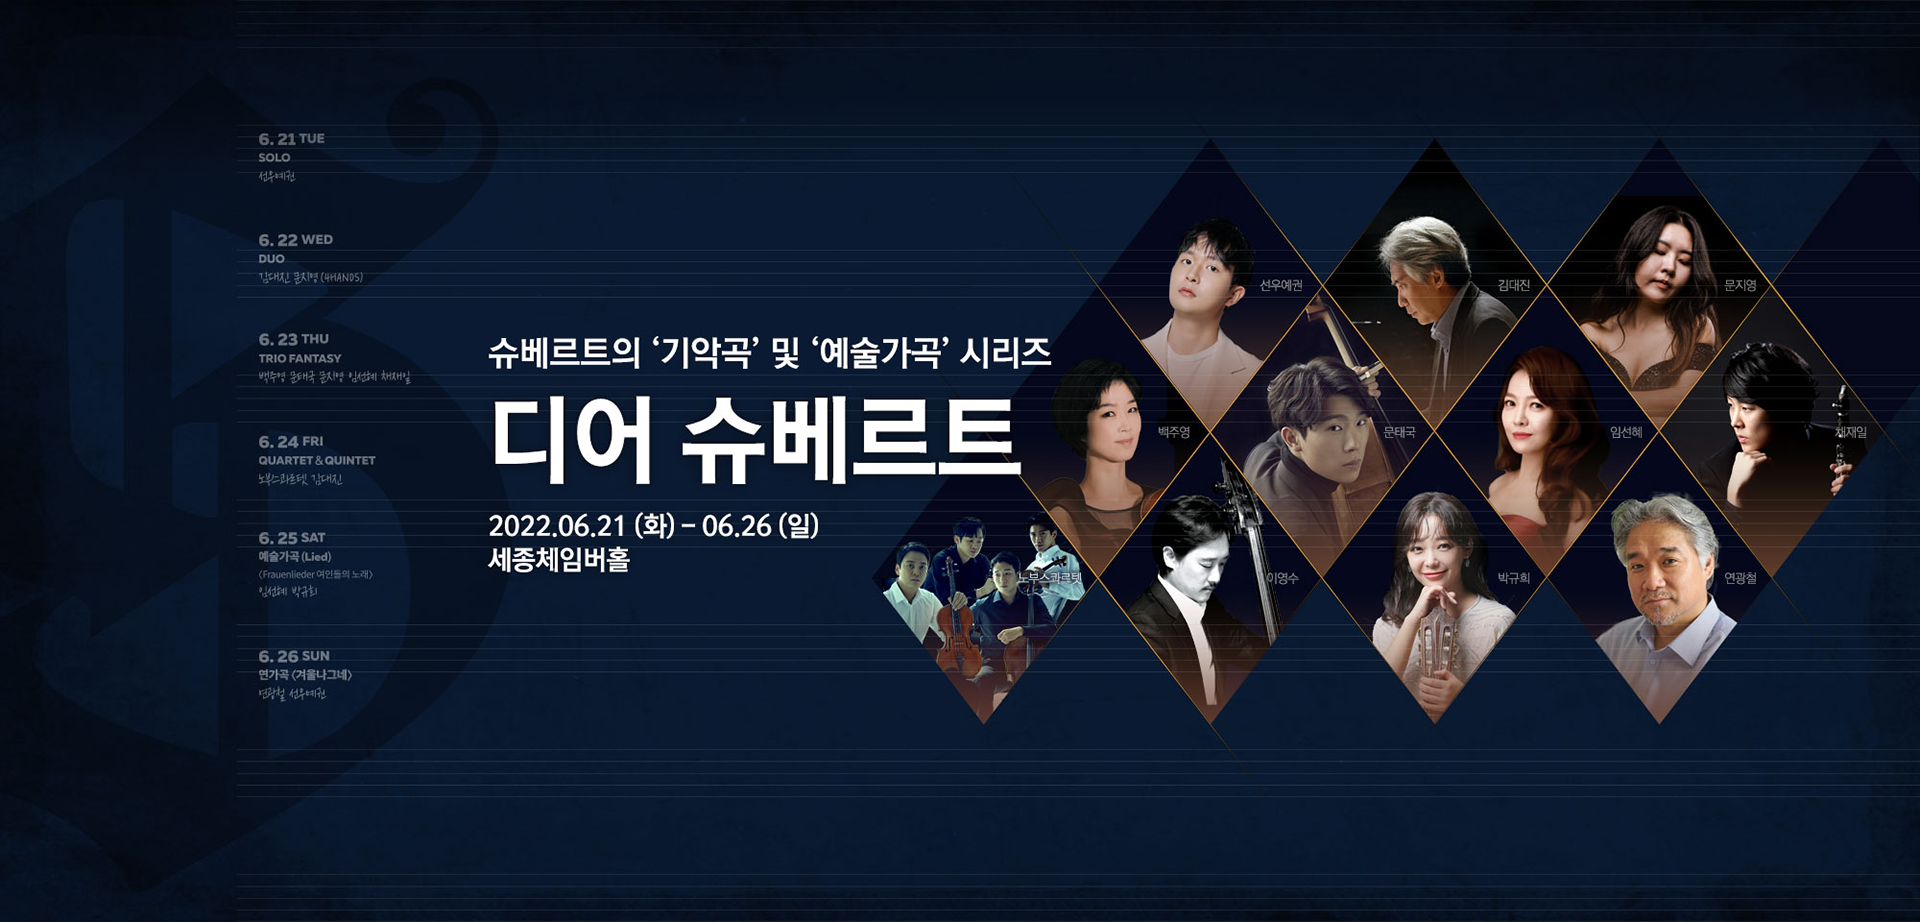 6. 21 TUE
SOLO
선우예권
6. 22 WED
DUO
김대진 문지영 (4HANDS)
6. 23 THU
TRIO FANTASY
백주영 문태국 문지영 임선혜 채재일
6. 24 FRI
QUARTET & QUINTET
노부스콰르텟 김대진
6. 25 SAT
예술가곡 (Lied)
〈Frauenlieder 여인들의 노래〉
임선혜 박규희
6. 26 SUN
연가곡 〈겨울나그네〉
연광철 선우예권
슈베르트의 ‘기악곡’ 및 ‘예술가곡’ 시리즈
디어 슈베르트
2022.06.21 (화) – 06.26 (일)
세종체임버홀
선우예권
김대진
문지영
백주영
문태국
임선혜
채재일
노부스콰르텟
이영수
박규희
연광철